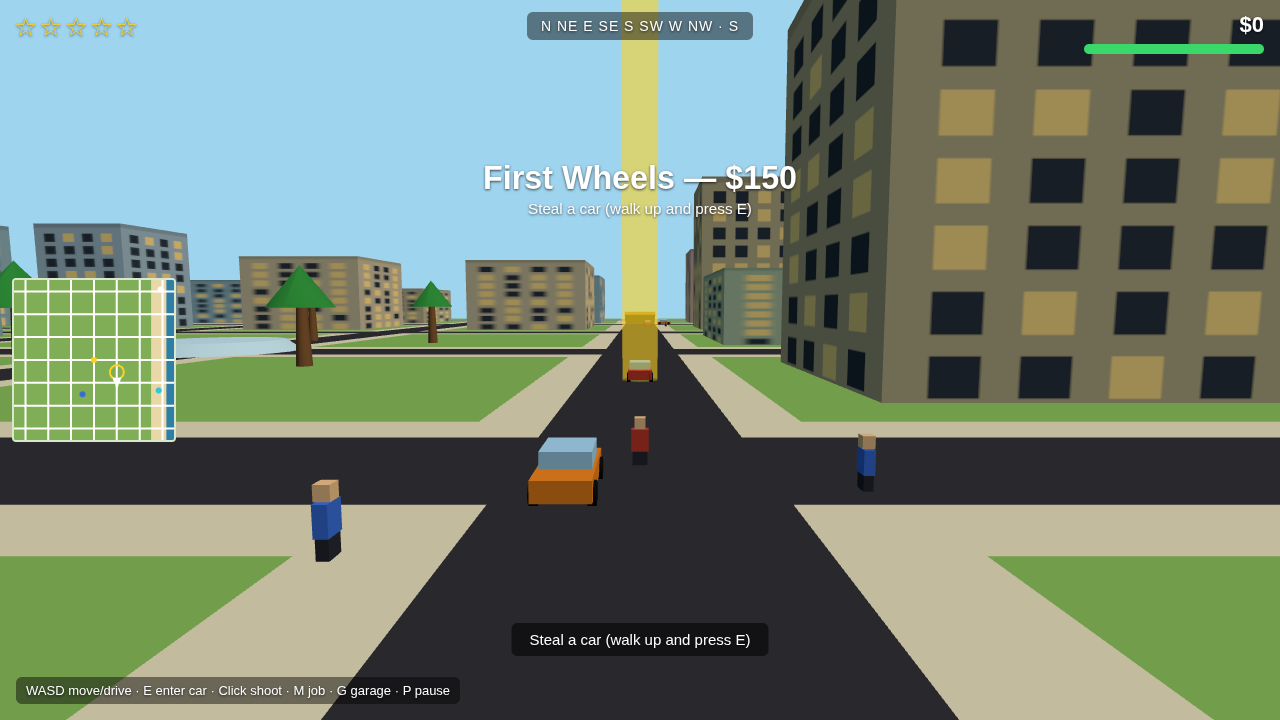 N NE E SE S SW W NW · S
$0
First Wheels — $150
Steal a car (walk up and press E)
Steal a car (walk up and press E)
WASD move/drive · E enter car · Click shoot · M job · G garage · P pause